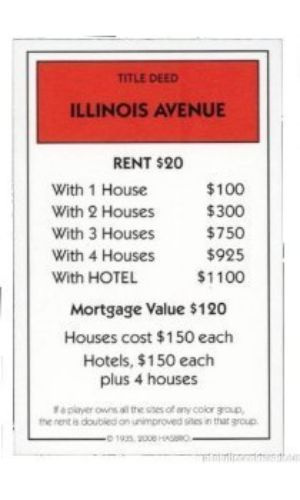 TITLE DEED
ILLINOIS AVENUE
RENT $20
With 1 House $100
With 2 Houses $300
With 3 Houses $750
With 4 Houses $925
With HOTEL $1100
Mortgage Value $120
Houses cost $150 each
Hotels, $150 each
plus 4 houses
If a player owns all the sites of any color group,
the rent is doubled on unimproved sites in that group.
© 1935, 2008 HASBRO.